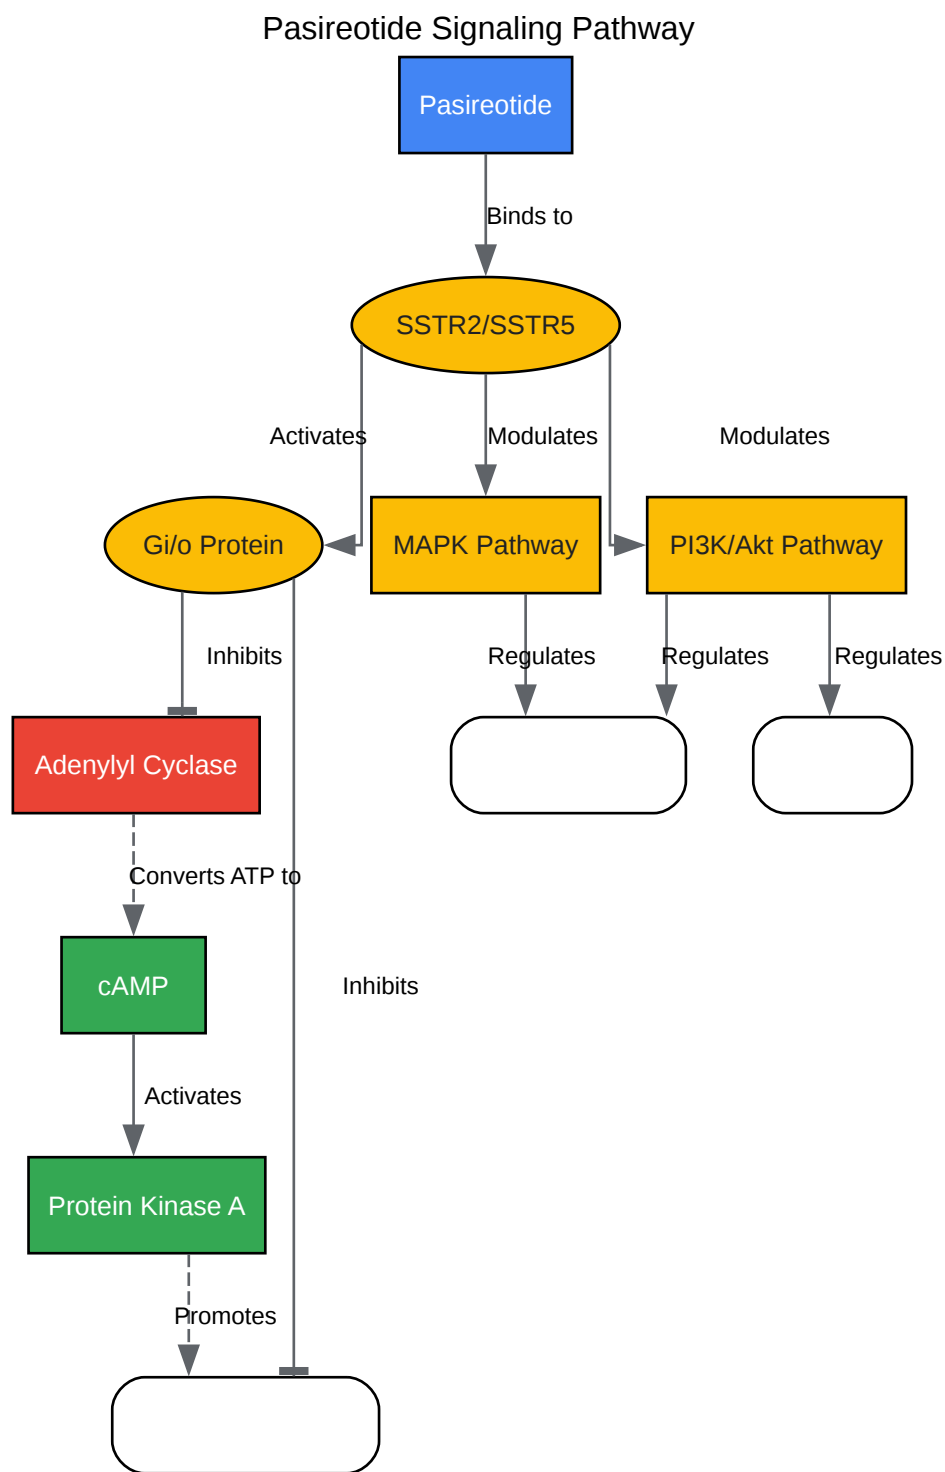 Pasireotide Signaling Pathway
Pasireotide
Binds to
SSTR2/SSTR5
Activates
Modulates
Modulates
Gi/o Protein
MAPK Pathway
PI3K/Akt Pathway
Inhibits
Regulates
Regulates
Regulates
Adenylyl Cyclase
Converts ATP to
cAMP
Inhibits
Activates
Protein Kinase A
Promotes